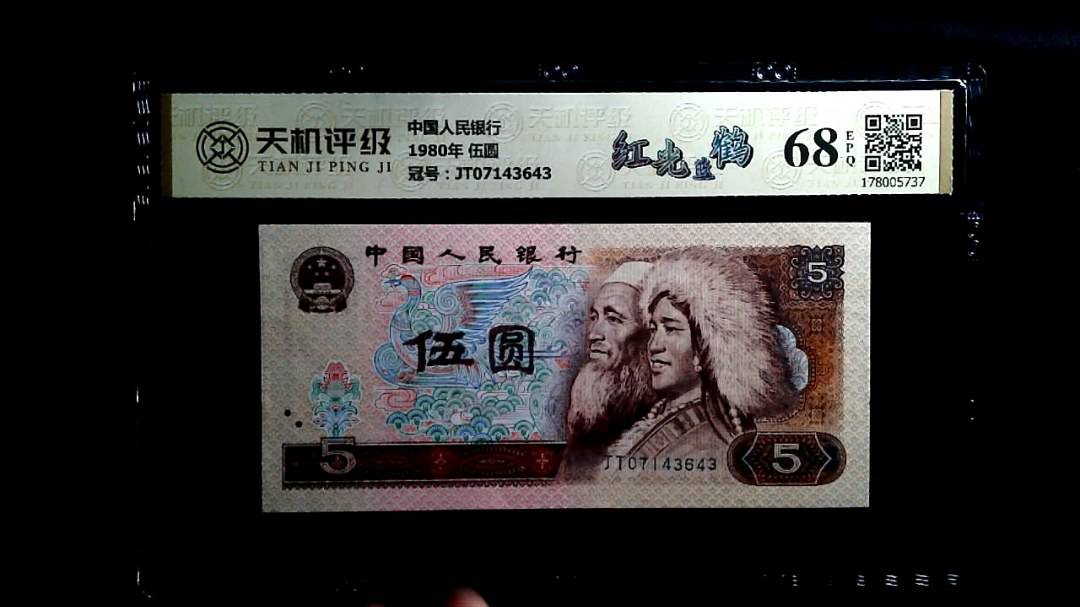 天机评级
TIAN JI PING JI
中国人民银行
1980年 伍圆
冠号：JT07143643
红光蓝鹤
68
EPQ
178005737
中国人民银行
5
伍圆
5
JT07143643
5